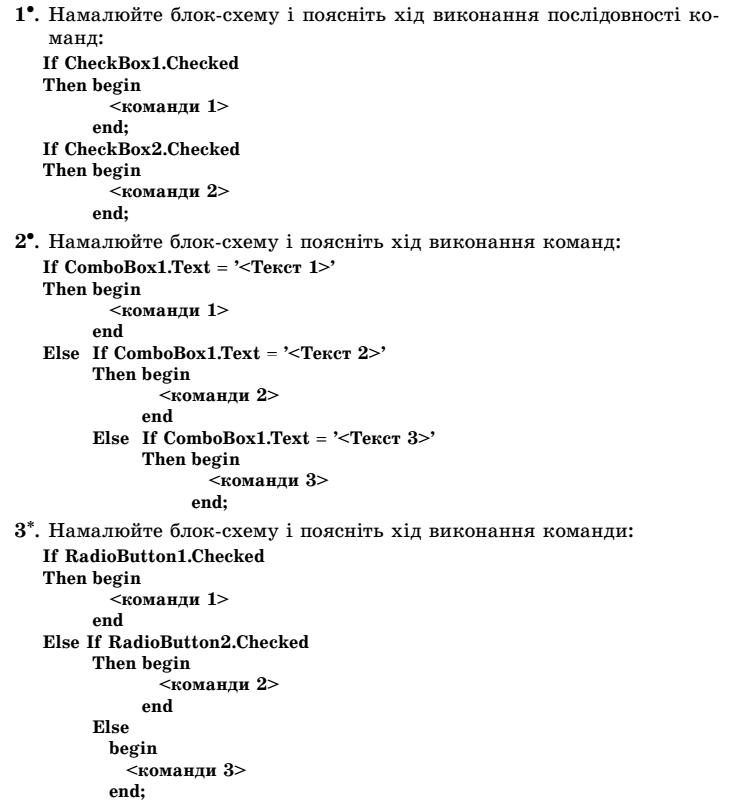 1•. Намалюйте блок-схему і поясніть хід виконання послідовності ко-
манд:
If CheckBox1.Checked
Then begin
<команди 1>
end;
If CheckBox2.Checked
Then begin
<команди 2>
end;
2•. Намалюйте блок-схему і поясніть хід виконання команд:
If ComboBox1.Text = '<Текст 1>’
Then begin
<команди 1>
end
Else If ComboBox1.Text = ’<Текст 2>’
Then begin
<команди 2>
end
Else If ComboBox1.Text = ’<Текст 3>’
Then begin
<команди 3>
end;
3*. Намалюйте блок-схему і поясніть хід виконання команди:
If RadioButton1.Checked
Then begin
<команди 1>
end
Else If RadioButton2.Checked
Then begin
<команди 2>
end
Else
begin
<команди 3>
end;